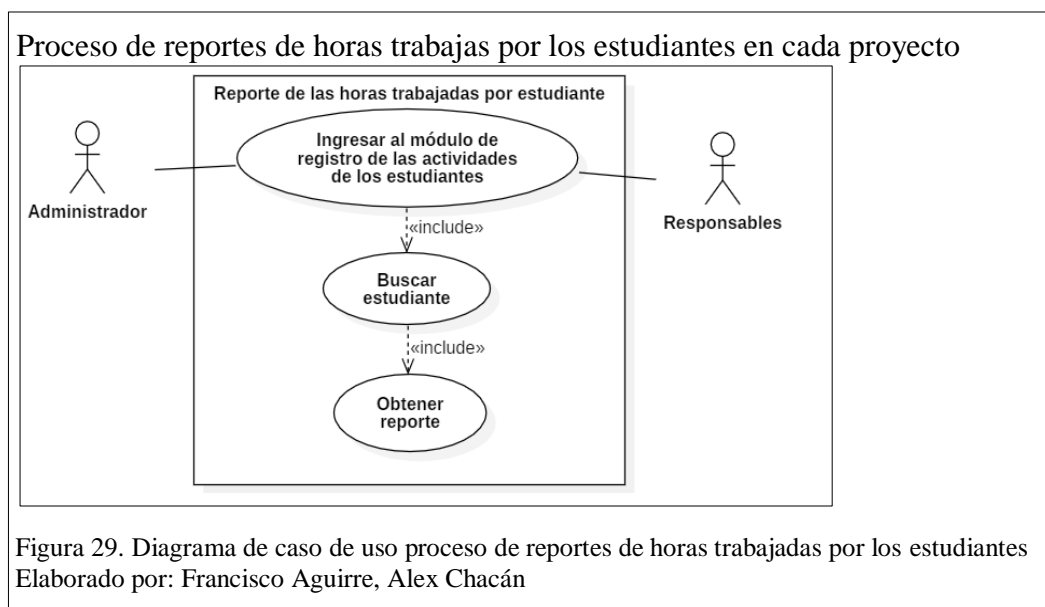 Proceso de reportes de horas trabajas por los estudiantes en cada proyecto
Reporte de las horas trabajadas por estudiante
Ingresar al módulo de
registro de las actividades
de los estudiantes
Administrador
Responsables
«include»
Buscar
estudiante
«include»
Obtener
reporte
Figura 29. Diagrama de caso de uso proceso de reportes de horas trabajadas por los estudiantes
Elaborado por: Francisco Aguirre, Alex Chacán